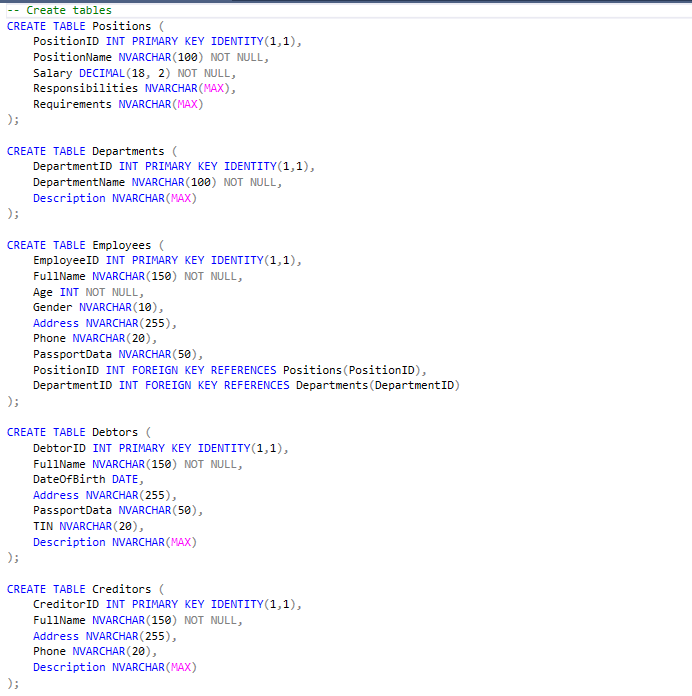 -- Create tables
CREATE TABLE Positions (
    PositionID INT PRIMARY KEY IDENTITY(1,1),
    PositionName NVARCHAR(100) NOT NULL,
    Salary DECIMAL(18, 2) NOT NULL,
    Responsibilities NVARCHAR(MAX),
    Requirements NVARCHAR(MAX)
);

CREATE TABLE Departments (
    DepartmentID INT PRIMARY KEY IDENTITY(1,1),
    DepartmentName NVARCHAR(100) NOT NULL,
    Description NVARCHAR(MAX)
);

CREATE TABLE Employees (
    EmployeeID INT PRIMARY KEY IDENTITY(1,1),
    FullName NVARCHAR(150) NOT NULL,
    Age INT NOT NULL,
    Gender NVARCHAR(10),
    Address NVARCHAR(255),
    Phone NVARCHAR(20),
    PassportData NVARCHAR(50),
    PositionID INT FOREIGN KEY REFERENCES Positions(PositionID),
    DepartmentID INT FOREIGN KEY REFERENCES Departments(DepartmentID)
);

CREATE TABLE Debtors (
    DebtorID INT PRIMARY KEY IDENTITY(1,1),
    FullName NVARCHAR(150) NOT NULL,
    DateOfBirth DATE,
    Address NVARCHAR(255),
    PassportData NVARCHAR(50),
    TIN NVARCHAR(20),
    Description NVARCHAR(MAX)
);

CREATE TABLE Creditors (
    CreditorID INT PRIMARY KEY IDENTITY(1,1),
    FullName NVARCHAR(150) NOT NULL,
    Address NVARCHAR(255),
    Phone NVARCHAR(20),
    Description NVARCHAR(MAX)
);